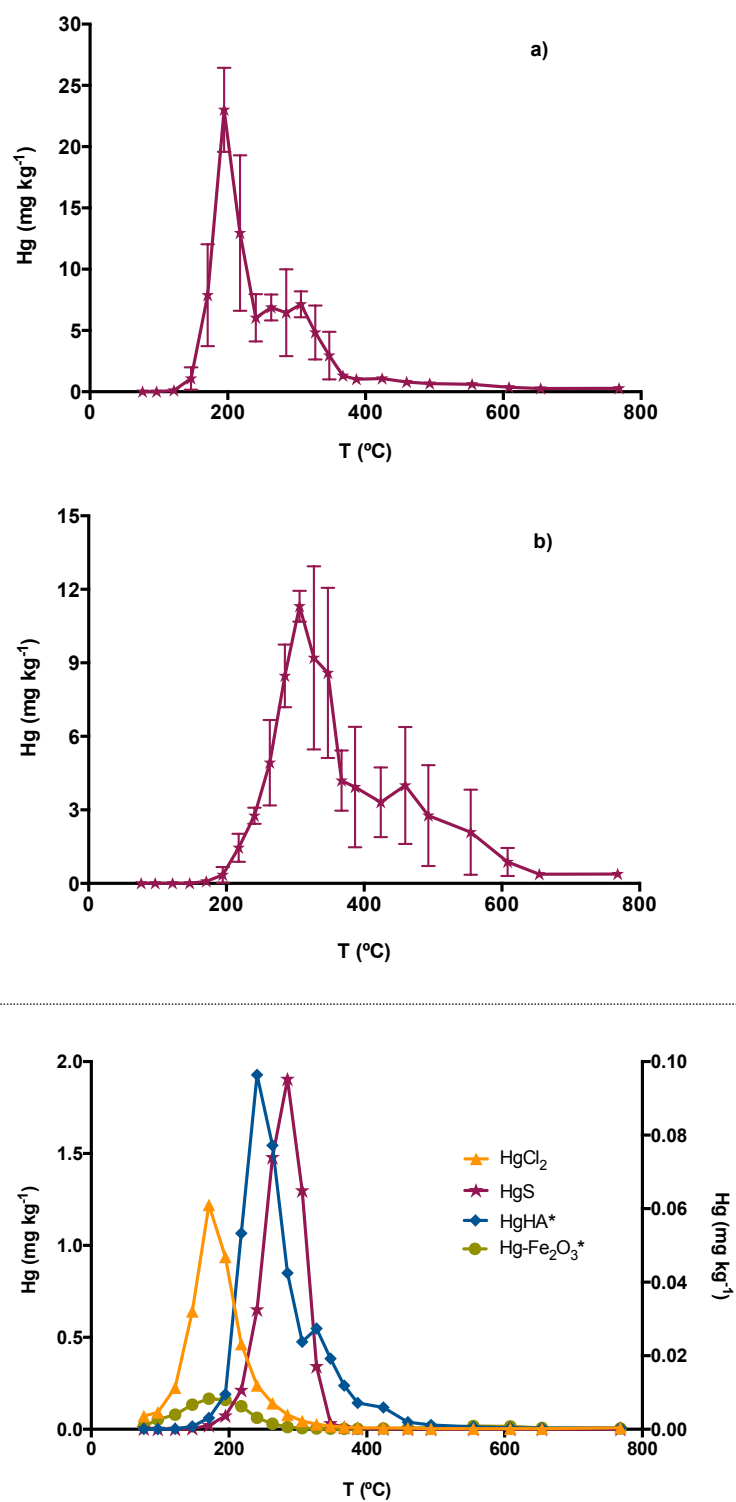 a)
30
25
20
15
10
5
0
Hg (mg kg-1)
0 200 400 600 800
T (ºC)
b)
15
12
9
6
3
0
Hg (mg kg-1)
0 200 400 600 800
T (ºC)
2.0
1.5
1.0
0.5
0.0
Hg (mg kg-1)
HgCl2
HgS
HgHA*
Hg-Fe2O3*
0.10
0.08
0.06
0.04
0.02
0.00
Hg (mg kg-1)
0 200 400 600 800
T (ºC)